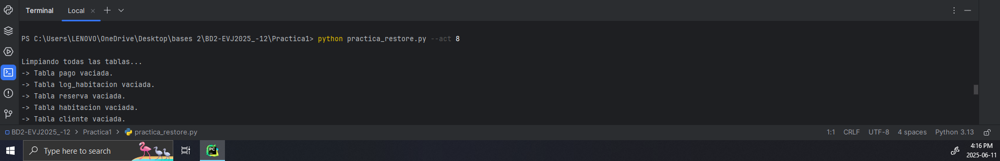 Terminal Local
PS C:\Users\LENOVO\OneDrive\Desktop\bases 2\BD2-EVJ2025_-12\Practica1> python practica_restore.py --act 8
Limpiando todas las tablas...
-> Tabla pago vaciada.
-> Tabla log_habitacion vaciada.
-> Tabla reserva vaciada.
-> Tabla habitacion vaciada.
-> Tabla cliente vaciada.
BD2-EVJ2025_-12 > Practica1 > practica_restore.py 1:1 CRLF UTF-8 4 spaces Python 3.13
Type here to search
PC
4:16 PM
2025-06-11